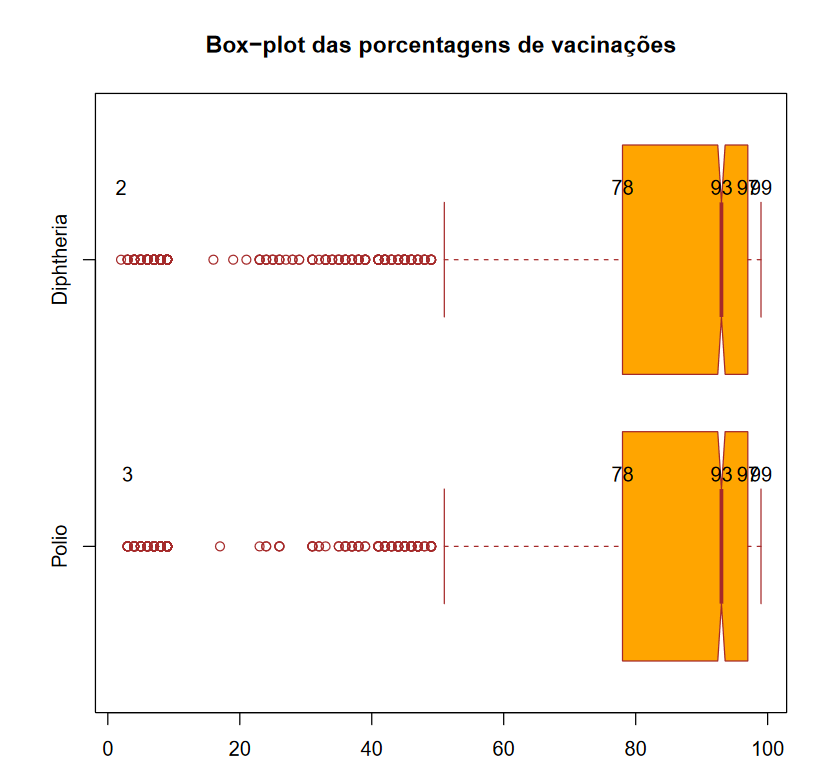 Box−plot das porcentagens de vacinações
Diphtheria
2 78 93 97 99
Polio
3 78 93 97 99
0 20 40 60 80 100